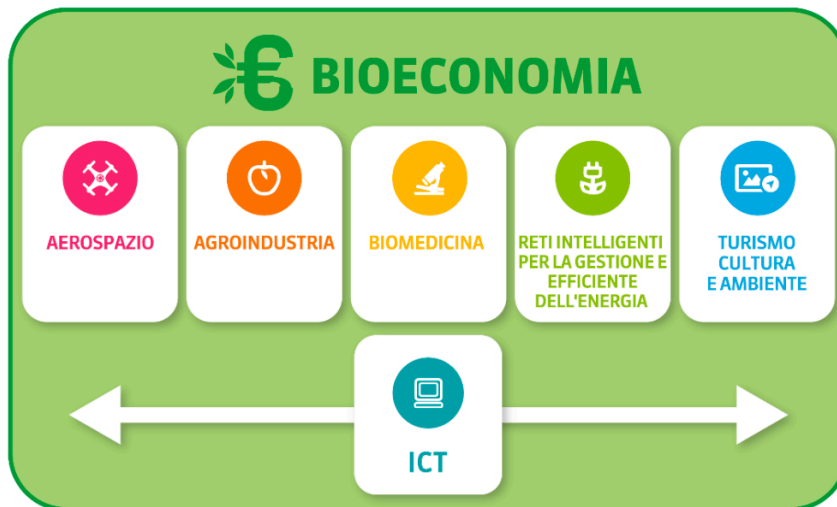 BIOECONOMIA
AEROSPAZIO
AGROINDUSTRIA
BIOMEDICINA
RETI INTELLIGENTI
PER LA GESTIONE E
EFFICIENTE
DELL'ENERGIA
TURISMO
CULTURA
E AMBIENTE
ICT